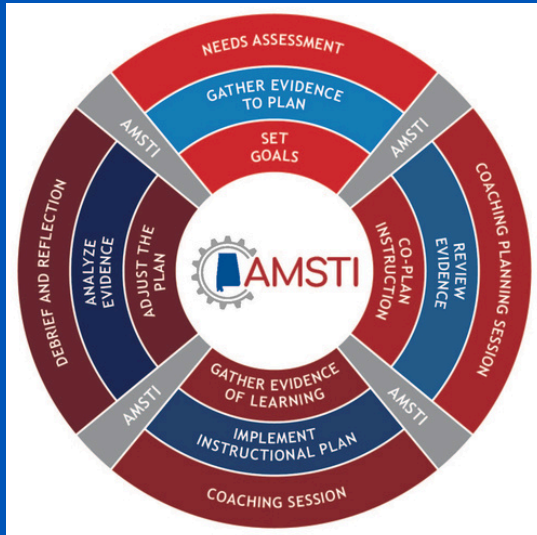 NEEDS ASSESSMENT
GATHER EVIDENCE
TO PLAN
SET
GOALS
AMSTI
COACHING PLANNING SESSION
REVIEW
EVIDENCE
CO-PLAN
INSTRUCTION
AMSTI
COACHING SESSION
IMPLEMENT
INSTRUCTIONAL PLAN
GATHER EVIDENCE
OF LEARNING
AMSTI
DEBRIEF AND REFLECTION
ANALYZE
EVIDENCE
ADJUST THE
PLAN
AMSTI
AMSTI